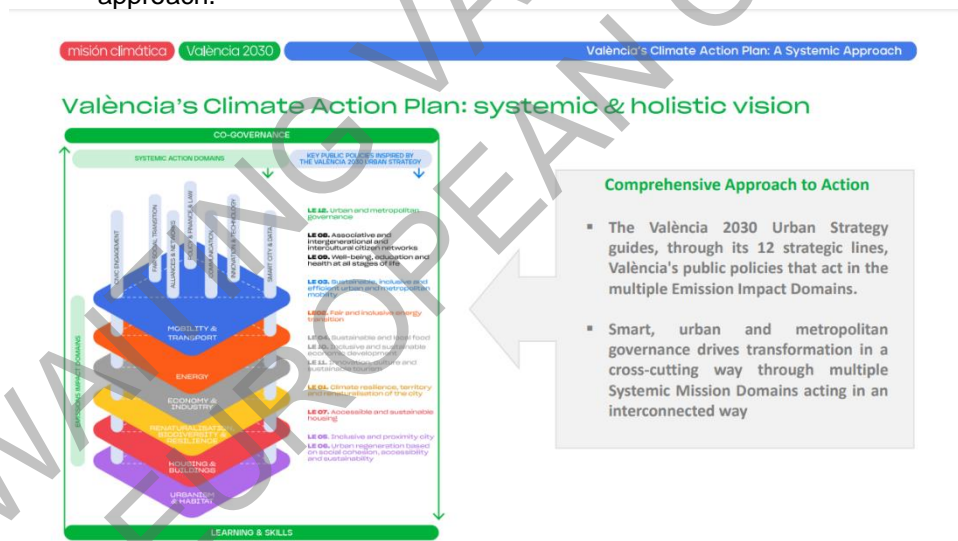 approach.
misión climática València 2030 València's Climate Action Plan: A Systemic Approach
València's Climate Action Plan: systemic & holistic vision
CO-GOVERNANCE
SYSTEMIC ACTION DOMAINS
KEY PUBLIC POLICIES INSPIRED BY
THE VALÈNCIA 2030 URBAN STRATEGY
CIVIC ENGAGEMENT
FAIR SOCIAL TRANSITION
ALLIANCES & NETWORKS
POLICY & FINANCE & LAW
COMMUNICATION
INNOVATION & TECHNOLOGY
SMART CITY & DATA
EMISSIONS IMPACT DOMAINS
MOBILITY &
TRANSPORT
ENERGY
ECONOMY &
INDUSTRY
RENATURALISATION,
BIODIVERSITY &
RESILIENCE
HOUSING &
BUILDINGS
URBANISM
& HABITAT
LE 12. Urban and metropolitan
governance
Associative and
intergenerational and
intercultural citizen networks
LE 09. Well-being, education and
health at all stages of life
LE 03. Sustainable, inclusive and
efficient urban and metropolitan
mobility
Fair and inclusive energy
transition
LE 04. Sustainable and local food
LE 10. Inclusive and sustainable
economic development
LE 11. Innovation, culture and
sustainable tourism
LE 01. Climate resilience, territory
and renaturalisation of the city
LE 07. Accessible and sustainable
housing
LE 05. Inclusive and proximity city
LE 06. Urban regeneration based
on social cohesion, accessibility
and sustainability
LEARNING & SKILLS
Comprehensive Approach to Action
▪ The València 2030 Urban Strategy
guides, through its 12 strategic lines,
València's public policies that act in the
multiple Emission Impact Domains.
▪ Smart, urban and metropolitan
governance drives transformation in a
cross-cutting way through multiple
Systemic Mission Domains acting in an
interconnected way